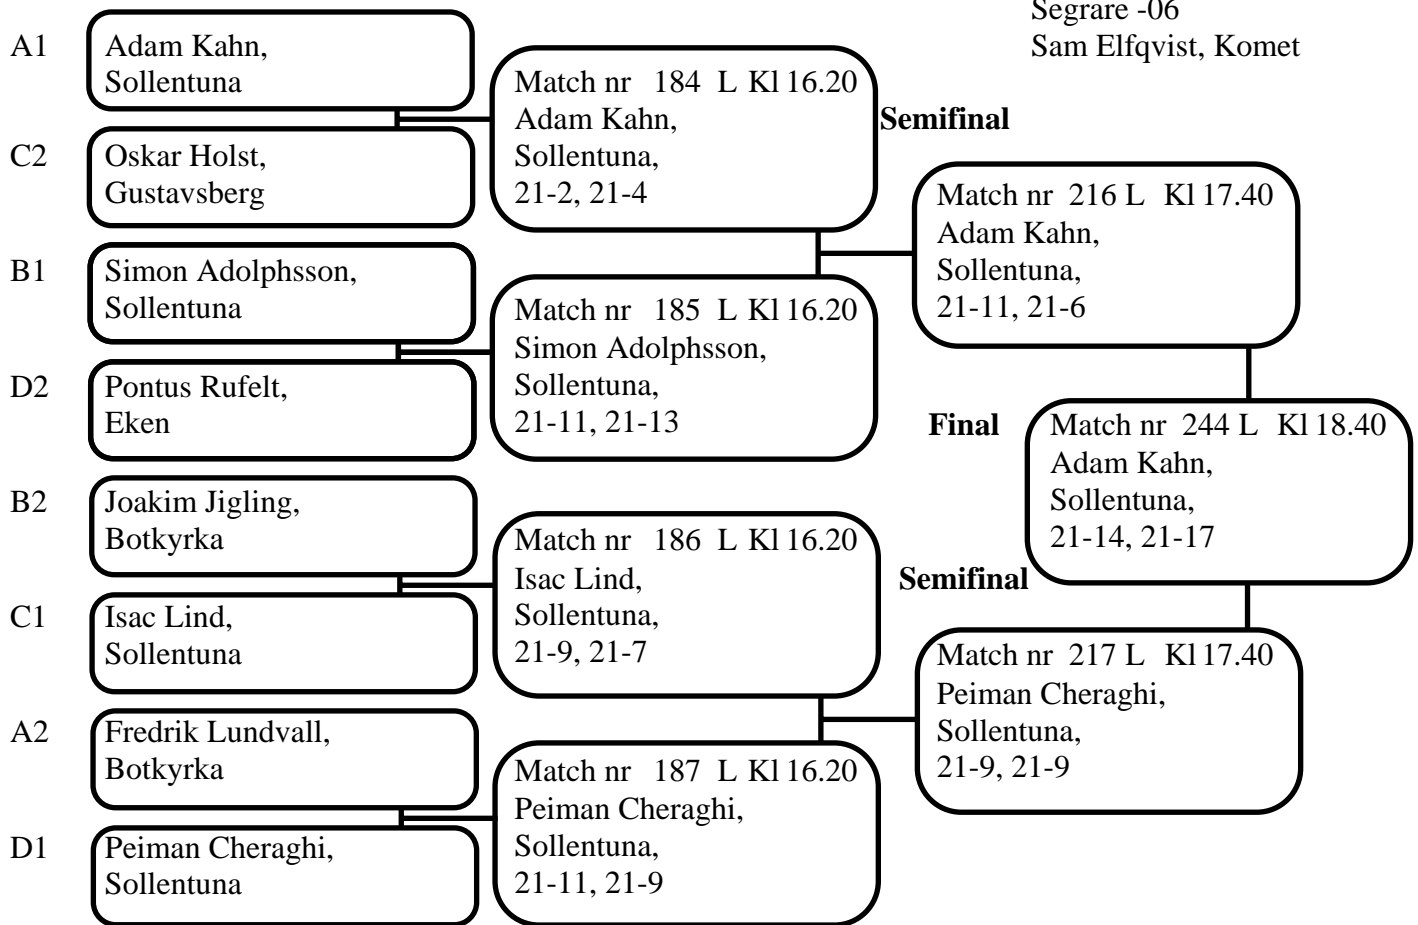 Segrare -06
Sam Elfqvist, Komet
A1
Adam Kahn,
Sollentuna
C2
Oskar Holst,
Gustavsberg
B1
Simon Adolphsson,
Sollentuna
D2
Pontus Rufelt,
Eken
B2
Joakim Jigling,
Botkyrka
C1
Isac Lind,
Sollentuna
A2
Fredrik Lundvall,
Botkyrka
D1
Peiman Cheraghi,
Sollentuna
Match nr 184 L Kl 16.20
Adam Kahn,
Sollentuna,
21-2, 21-4
Match nr 185 L Kl 16.20
Simon Adolphsson,
Sollentuna,
21-11, 21-13
Match nr 186 L Kl 16.20
Isac Lind,
Sollentuna,
21-9, 21-7
Match nr 187 L Kl 16.20
Peiman Cheraghi,
Sollentuna,
21-11, 21-9
Semifinal
Match nr 216 L Kl 17.40
Adam Kahn,
Sollentuna,
21-11, 21-6
Semifinal
Match nr 217 L Kl 17.40
Peiman Cheraghi,
Sollentuna,
21-9, 21-9
Final
Match nr 244 L Kl 18.40
Adam Kahn,
Sollentuna,
21-14, 21-17